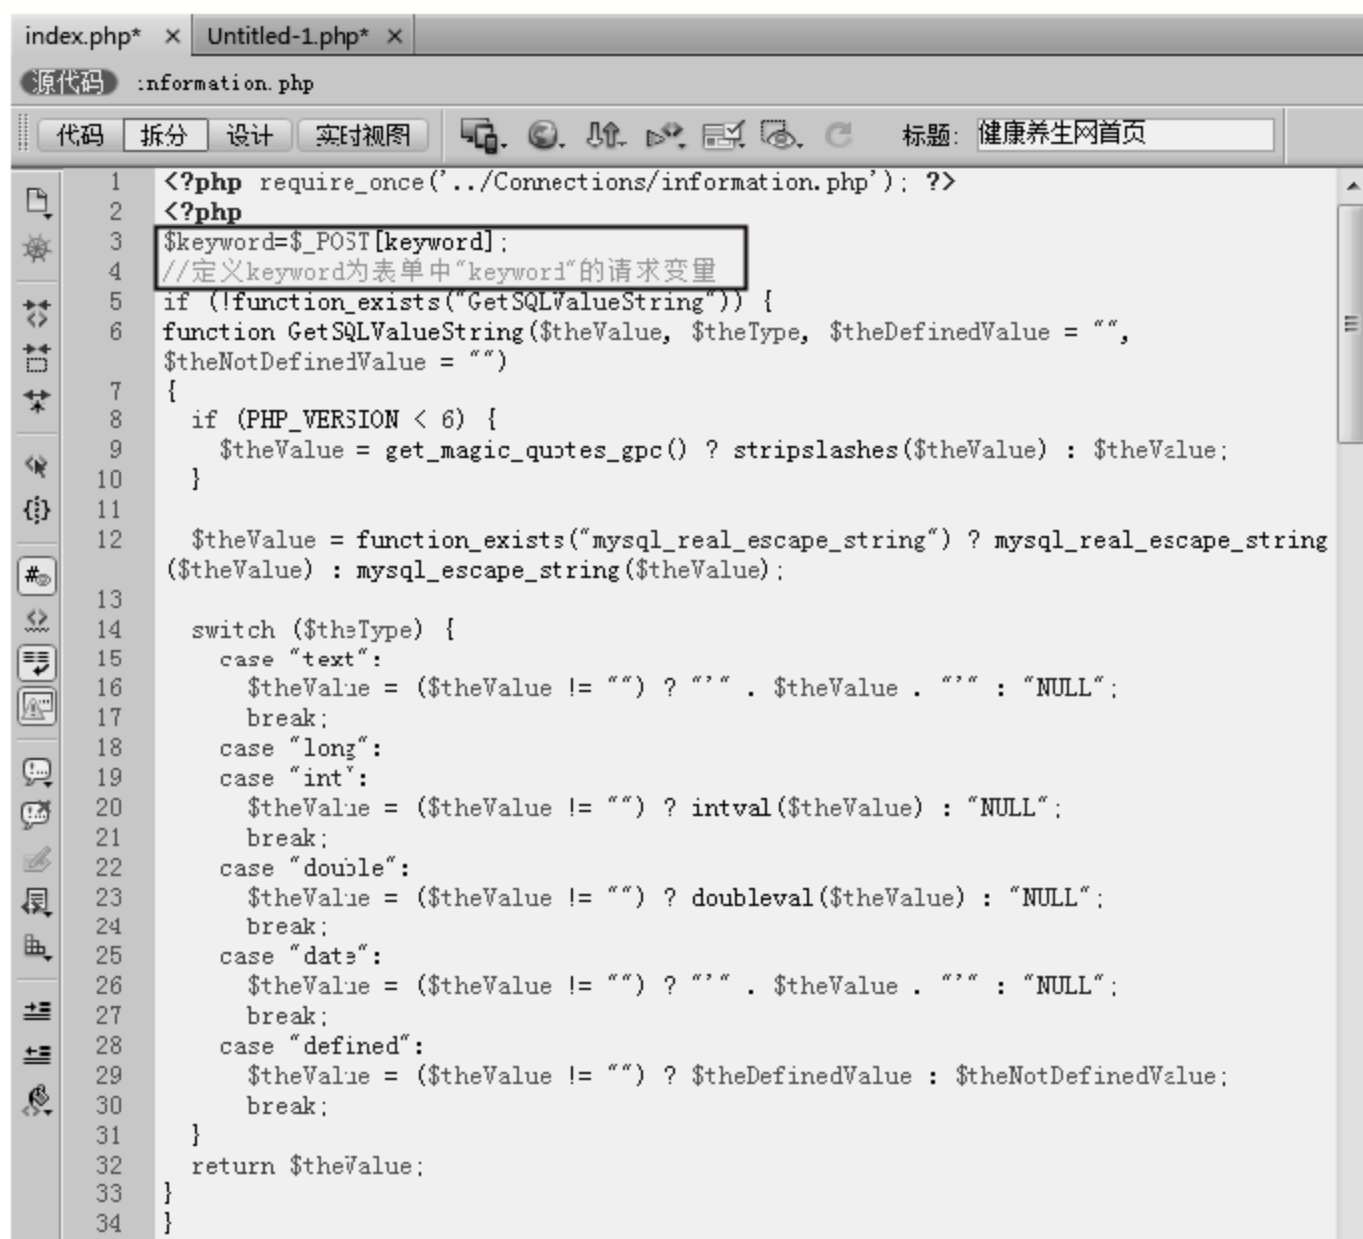 index.php* × Untitled-1.php* ×
源代码 :nformation.php
代码 拆分 设计 实时视图 标题: 健康养生网首页
1 <?php require_once('../Connections/information.php'); ?>
2 <?php
3 $keyword=$_POST[keyword];
4 //定义keyword为表单中"keyword"的请求变量
5 if (!function_exists("GetSQLValueString")) {
6 function GetSQLValueString($theValue, $theType, $theDefinedValue = "",
$theNotDefinedValue = "")
7 {
8 if (PHP_VERSION < 6) {
9 $theValue = get_magic_quotes_gpc() ? stripslashes($theValue) : $theValue;
10 }
11
12 $theValue = function_exists("mysql_real_escape_string") ? mysql_real_escape_string
($theValue) : mysql_escape_string($theValue);
13
14 switch ($theType) {
15 case "text":
16 $theValue = ($theValue != "") ? "'" . $theValue . "'" : "NULL";
17 break;
18 case "long":
19 case "int":
20 $theValue = ($theValue != "") ? intval($theValue) : "NULL";
21 break;
22 case "double":
23 $theValue = ($theValue != "") ? doubleval($theValue) : "NULL";
24 break;
25 case "date":
26 $theValue = ($theValue != "") ? "'" . $theValue . "'" : "NULL";
27 break;
28 case "defined":
29 $theValue = ($theValue != "") ? $theDefinedValue : $theNotDefinedValue;
30 break;
31 }
32 return $theValue;
33 }
34 }